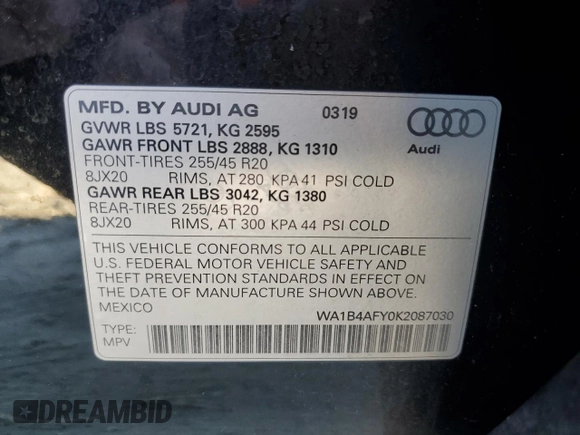 MFD. BY AUDI AG 0319
GVWR LBS 5721, KG 2595
GAWR FRONT LBS 2888, KG 1310
FRONT-TIRES 255/45 R20
8JX20 RIMS, AT 280 KPA 41 PSI COLD
GAWR REAR LBS 3042, KG 1380
REAR-TIRES 255/45 R20
8JX20 RIMS, AT 300 KPA 44 PSI COLD
Audi
THIS VEHICLE CONFORMS TO ALL APPLICABLE
U.S. FEDERAL MOTOR VEHICLE SAFETY AND
THEFT PREVENTION STANDARDS IN EFFECT ON
THE DATE OF MANUFACTURE SHOWN ABOVE.
MEXICO WA1B4AFY0K2087030
TYPE:
MPV
DREAMBID